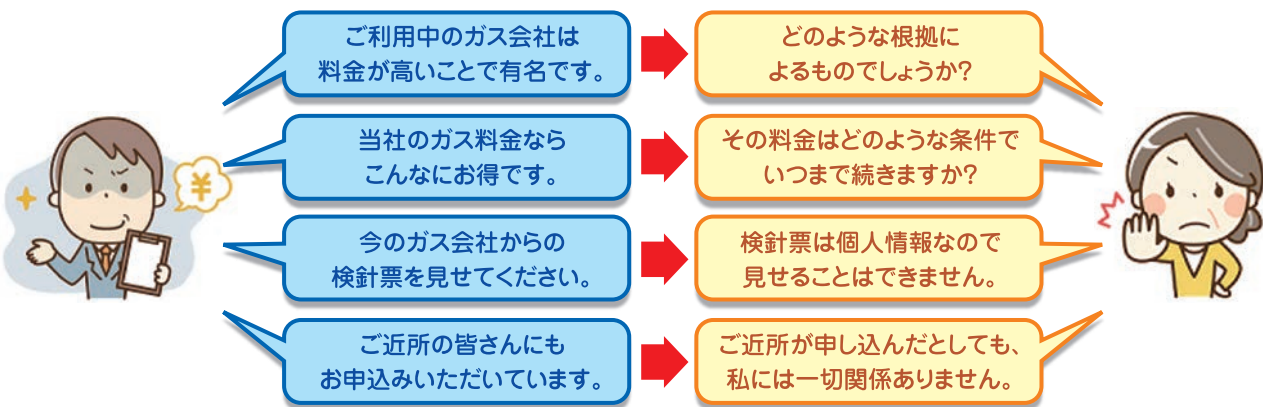 ご利用中のガス会社は
料金が高いことで有名です。
どのような根拠に
よるものでしょうか?
当社のガス料金なら
こんなにお得です。
その料金はどのような条件で
いつまで続きますか?
今のガス会社からの
検針票を見せてください。
検針票は個人情報なので
見せることはできません。
ご近所の皆さんにも
お申込みいただいています。
ご近所が申し込んだとしても、
私には一切関係ありません。
¥